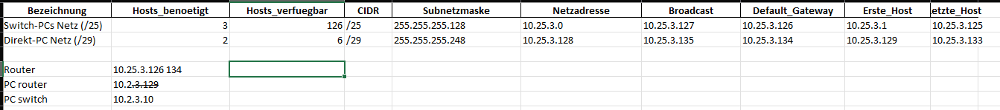 Bezeichnung Hosts_benoetigt Hosts_verfuegbar CIDR Subnetzmaske Netzadresse Broadcast Default_Gateway Erste_Host Letzte_Host
Switch-PCs Netz (/25) 3 126 /25 255.255.255.128 10.25.3.0 10.25.3.127 10.25.3.126 10.25.3.1 10.25.3.125
Direkt-PC Netz (/29) 2 6 /29 255.255.255.248 10.25.3.128 10.25.3.135 10.25.3.134 10.25.3.129 10.25.3.133
Router 10.25.3.126 134
PC router 10.2.3.129
PC switch 10.2.3.10